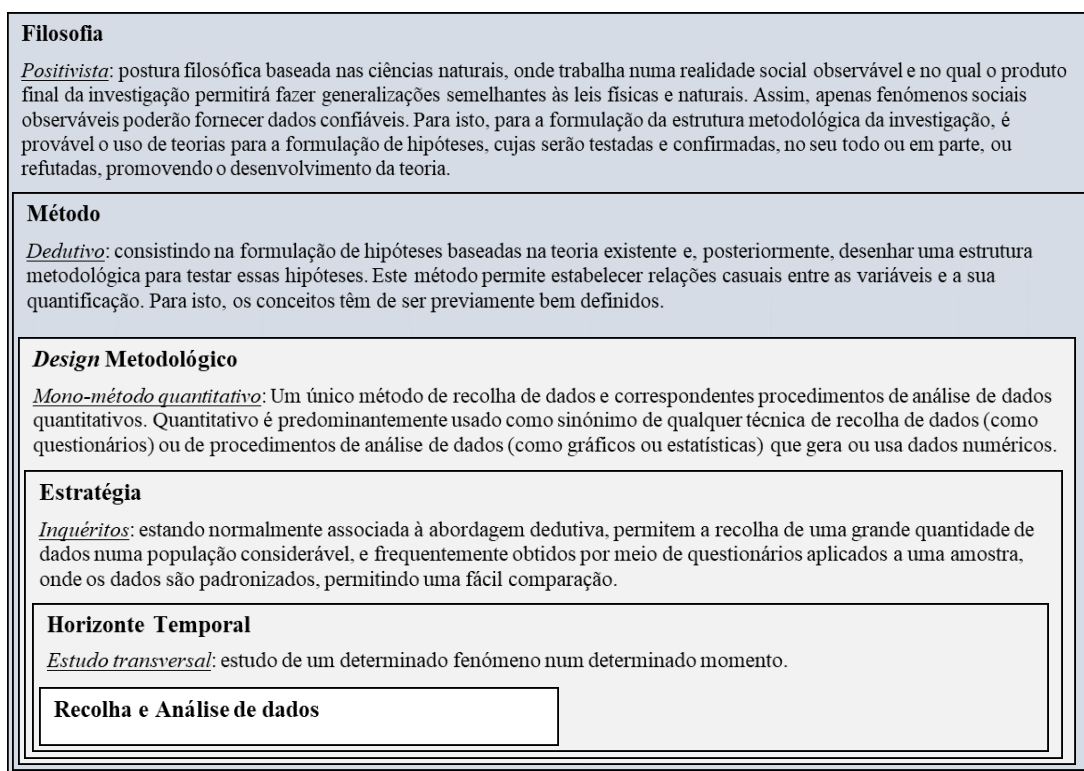 Filosofia
Positivista: postura filosófica baseada nas ciências naturais, onde trabalha numa realidade social observável e no qual o produto
final da investigação permitirá fazer generalizações semelhantes às leis físicas e naturais. Assim, apenas fenómenos sociais
observáveis poderão fornecer dados confiáveis. Para isto, para a formulação da estrutura metodológica da investigação, é
provável o uso de teorias para a formulação de hipóteses, cujas serão testadas e confirmadas, no seu todo ou em parte, ou
refutadas, promovendo o desenvolvimento da teoria.
Método
Dedutivo: consistindo na formulação de hipóteses baseadas na teoria existente e, posteriormente, desenhar uma estrutura
metodológica para testar essas hipóteses. Este método permite estabelecer relações casuais entre as variáveis e a sua
quantificação. Para isto, os conceitos têm de ser previamente bem definidos.
Design Metodológico
Mono-método quantitativo: Um único método de recolha de dados e correspondentes procedimentos de análise de dados
quantitativos. Quantitativo é predominantemente usado como sinónimo de qualquer técnica de recolha de dados (como
questionários) ou de procedimentos de análise de dados (como gráficos ou estatísticas) que gera ou usa dados numéricos.
Estratégia
Inquéritos: estando normalmente associada à abordagem dedutiva, permitem a recolha de uma grande quantidade de
dados numa população considerável, e frequentemente obtidos por meio de questionários aplicados a uma amostra,
onde os dados são padronizados, permitindo uma fácil comparação.
Horizonte Temporal
Estudo transversal: estudo de um determinado fenómeno num determinado momento.
Recolha e Análise de dados